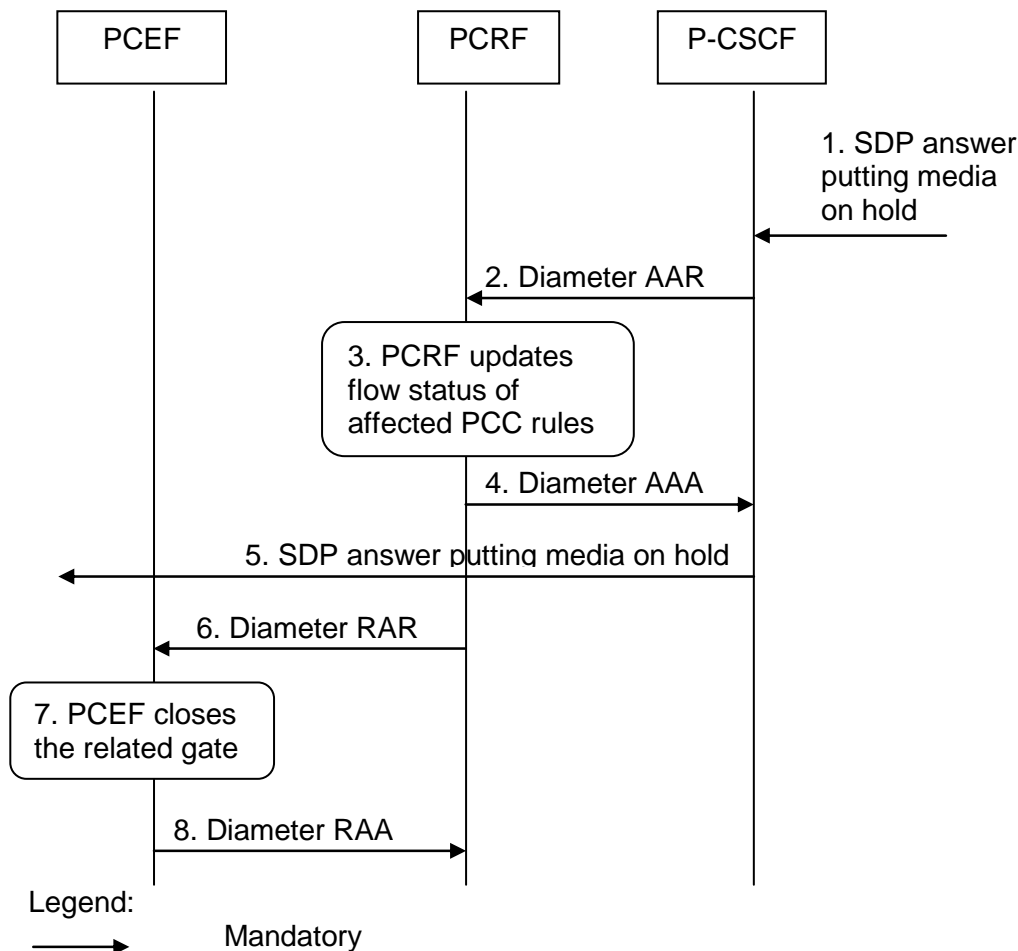 PCEF
PCRF
P-CSCF
1. SDP answer
putting media
on hold
2. Diameter AAR
3. PCRF updates
flow status of
affected PCC rules
4. Diameter AAA
5. SDP answer putting media on hold
6. Diameter RAR
7. PCEF closes
the related gate
8. Diameter RAA
Legend:
Mandatory